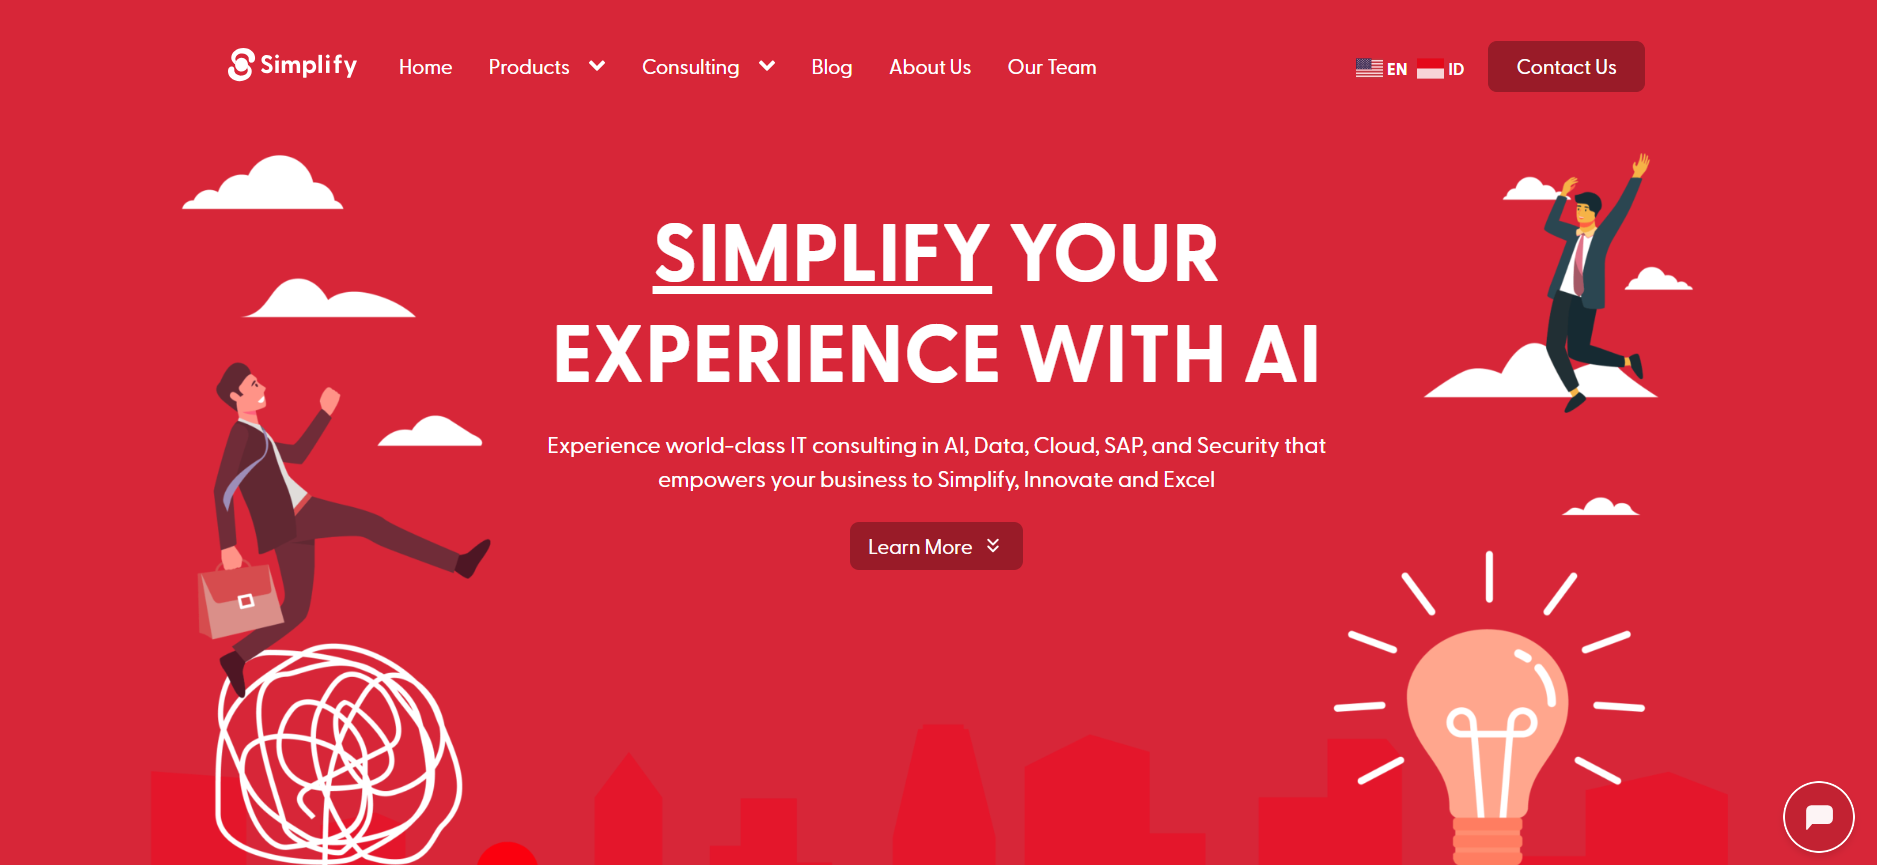 Simplify Home Products Consulting Blog About Us Our Team EN ID Contact Us
SIMPLIFY YOUR
EXPERIENCE WITH AI
Experience world-class IT consulting in AI, Data, Cloud, SAP, and Security that
empowers your business to Simplify, Innovate and Excel
Learn More